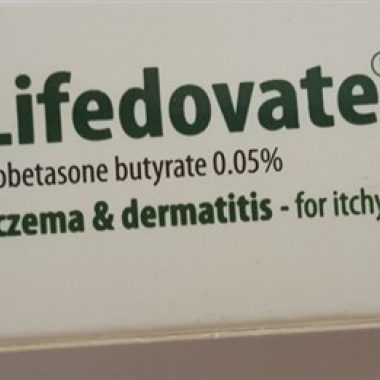 Lifedovate®
obetasone butyrate 0.05%
czema & dermatitis - for itchy